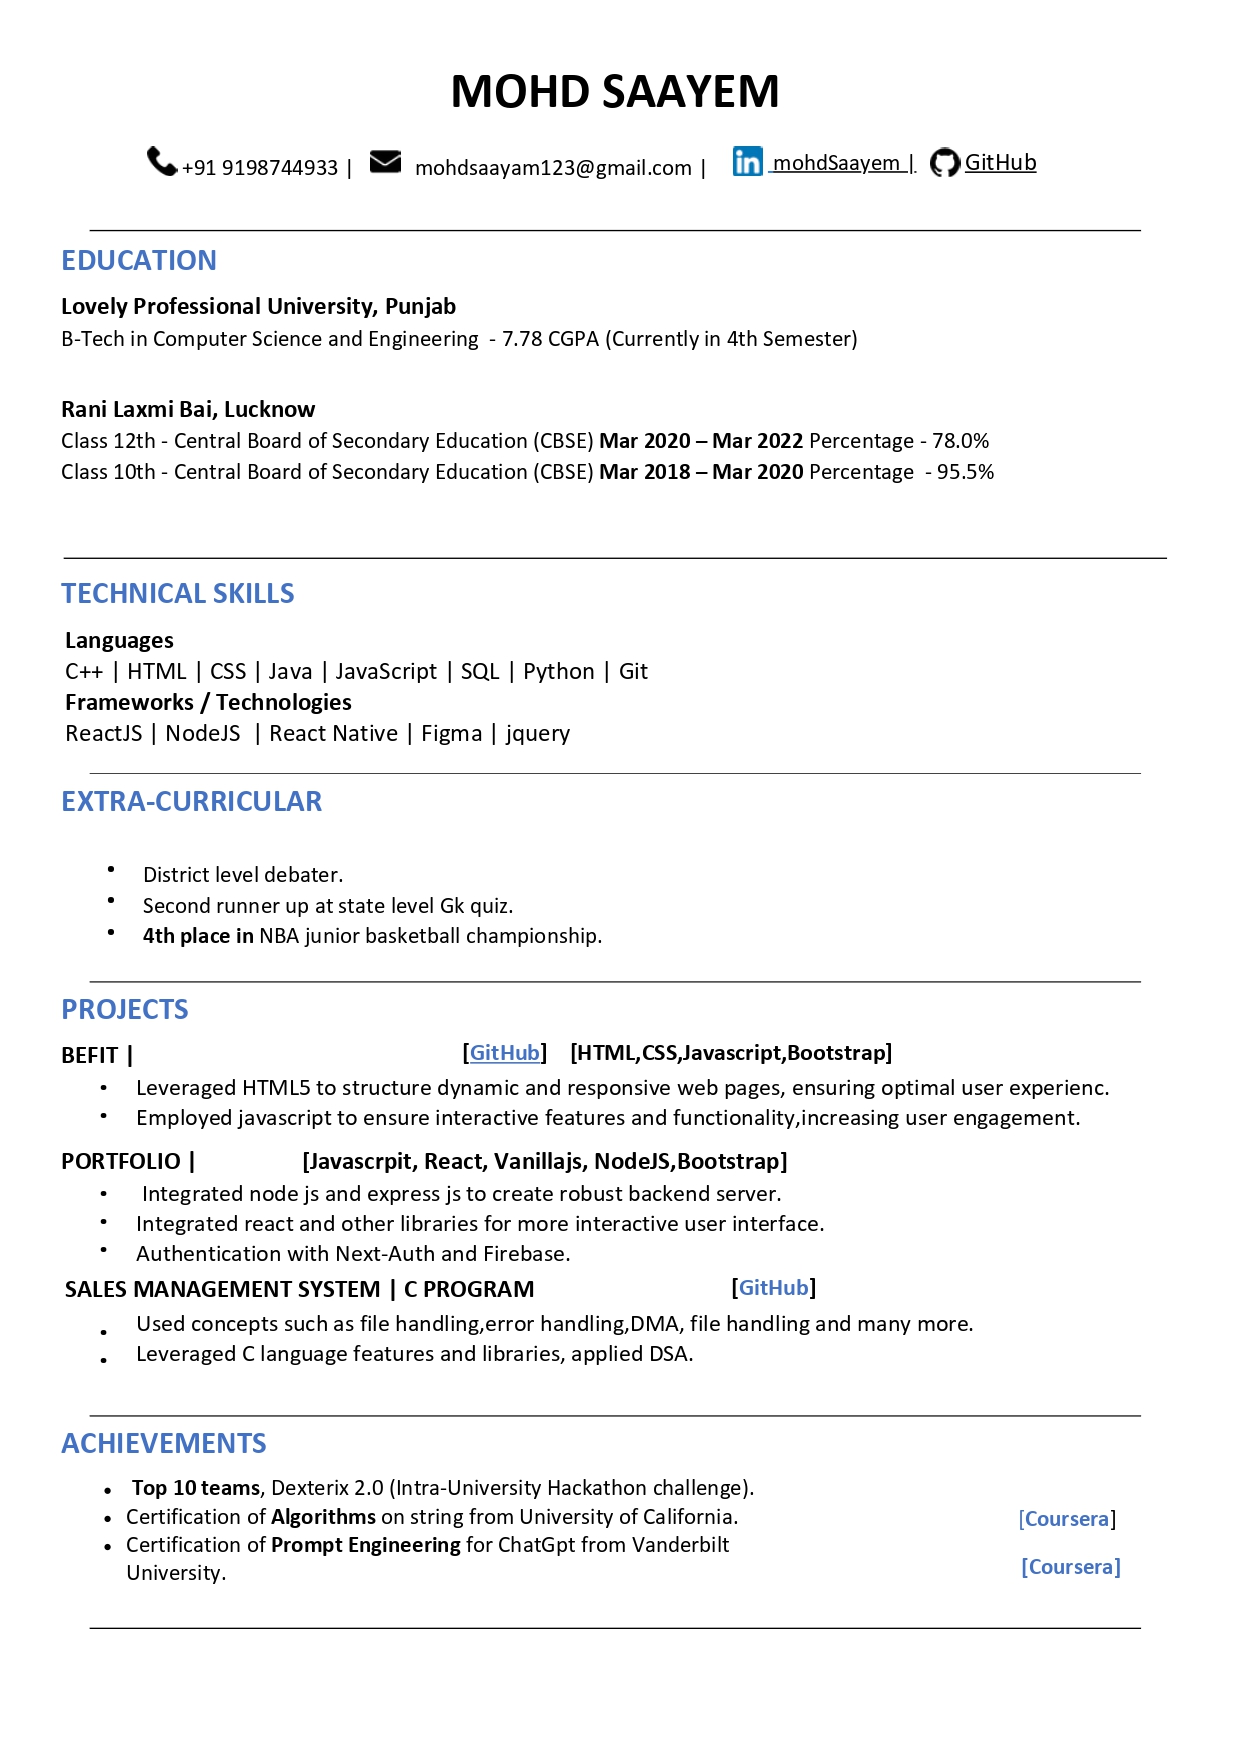 MOHD SAAYEM
+91 9198744933 | mohdsaayam123@gmail.com | mohdSaayem | GitHub
EDUCATION
Lovely Professional University, Punjab
B-Tech in Computer Science and Engineering - 7.78 CGPA (Currently in 4th Semester)
Rani Laxmi Bai, Lucknow
Class 12th - Central Board of Secondary Education (CBSE) Mar 2020 – Mar 2022 Percentage - 78.0%
Class 10th - Central Board of Secondary Education (CBSE) Mar 2018 – Mar 2020 Percentage - 95.5%
TECHNICAL SKILLS
Languages
C++ | HTML | CSS | Java | JavaScript | SQL | Python | Git
Frameworks / Technologies
ReactJS | NodeJS | React Native | Figma | jquery
EXTRA-CURRICULAR
• District level debater.
• Second runner up at state level Gk quiz.
• 4th place in NBA junior basketball championship.
PROJECTS
BEFIT | [GitHub] [HTML,CSS,Javascript,Bootstrap]
• Leveraged HTML5 to structure dynamic and responsive web pages, ensuring optimal user experienc.
• Employed javascript to ensure interactive features and functionality,increasing user engagement.
PORTFOLIO | [Javascrpit, React, Vanillajs, NodeJS,Bootstrap]
• Integrated node js and express js to create robust backend server.
• Integrated react and other libraries for more interactive user interface.
• Authentication with Next-Auth and Firebase.
SALES MANAGEMENT SYSTEM | C PROGRAM [GitHub]
• Used concepts such as file handling,error handling,DMA, file handling and many more.
• Leveraged C language features and libraries, applied DSA.
ACHIEVEMENTS
• Top 10 teams, Dexterix 2.0 (Intra-University Hackathon challenge).
• Certification of Algorithms on string from University of California. [Coursera]
• Certification of Prompt Engineering for ChatGpt from Vanderbilt
University. [Coursera]